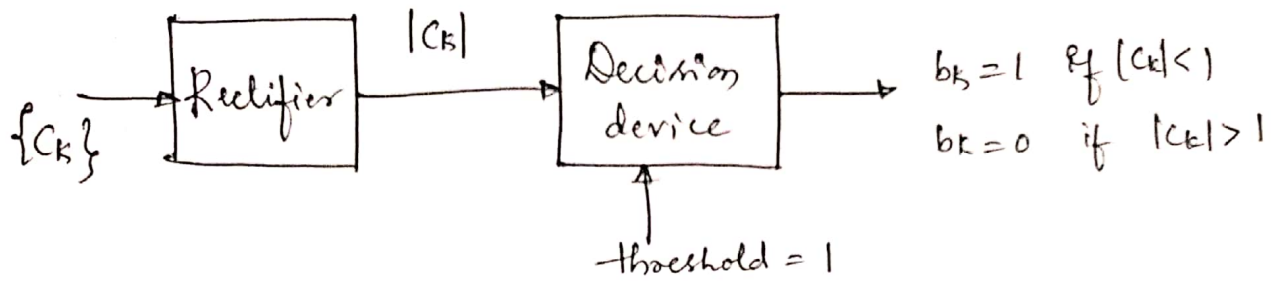 |Ck|
{Ck}
Rectifier
Decision
device
bk = 1 if |Ck| < 1
bk = 0 if |Ck| > 1
threshold = 1